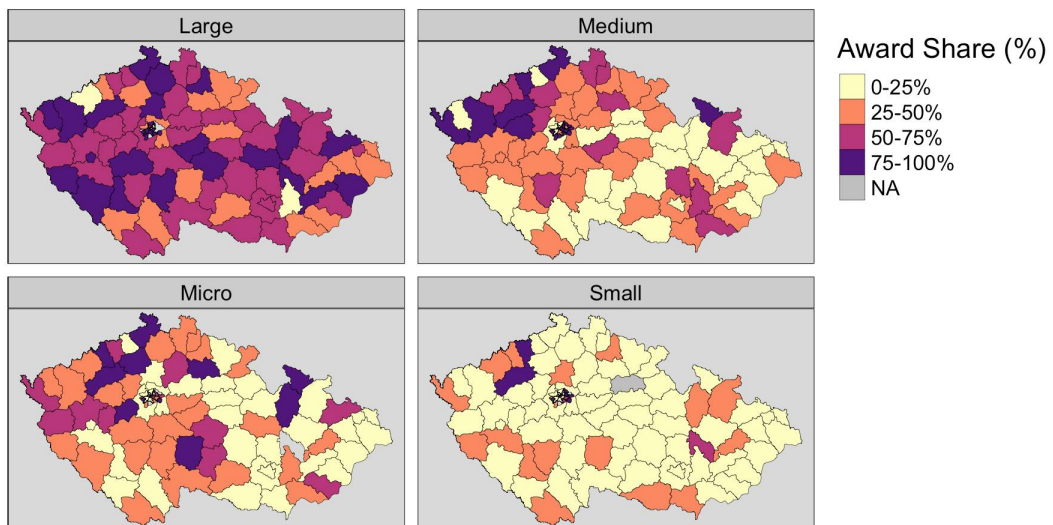 Large
Medium
Award Share (%)
0-25%
25-50%
50-75%
75-100%
NA
Micro
Small